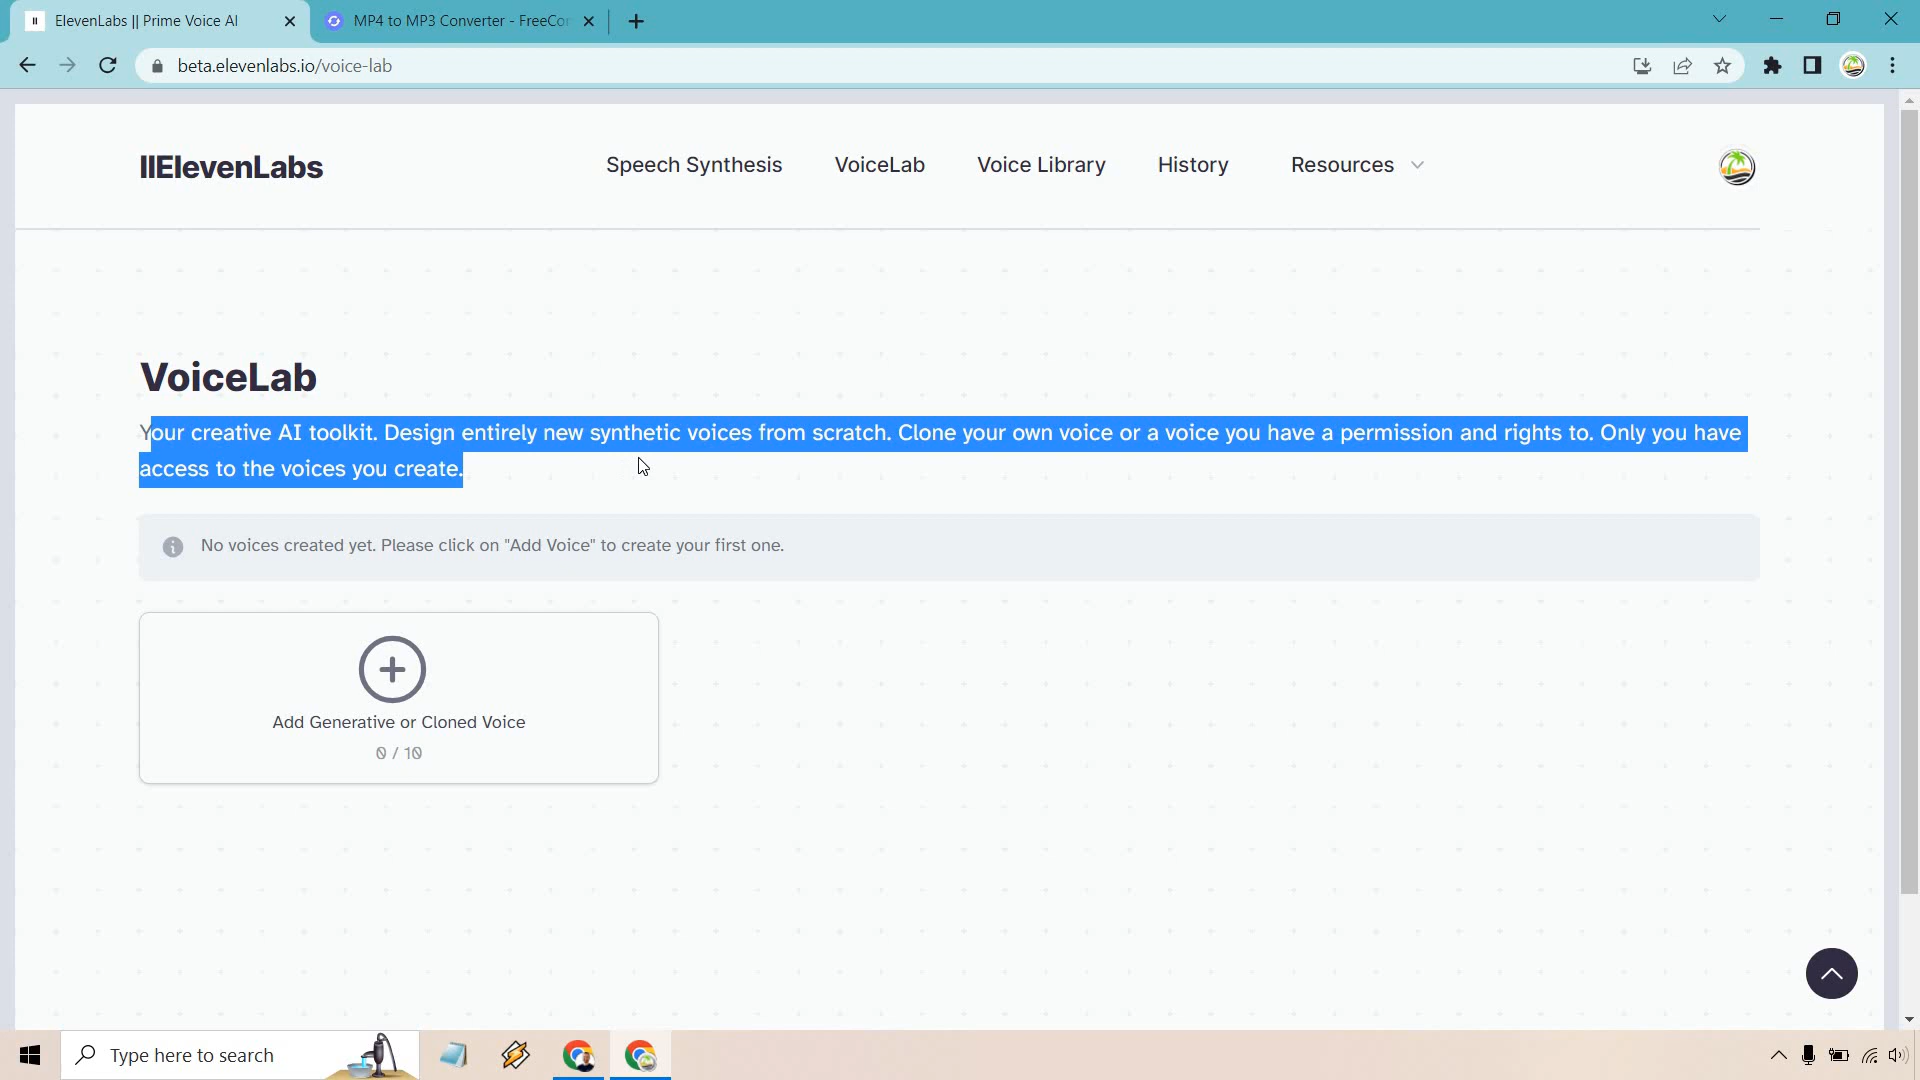 ElevenLabs || Prime Voice AI
MP4 to MP3 Converter - FreeCon
beta.elevenlabs.io/voice-lab
IIElevenLabs
Speech Synthesis
VoiceLab
Voice Library
History
Resources
VoiceLab
Your creative AI toolkit. Design entirely new synthetic voices from scratch. Clone your own voice or a voice you have a permission and rights to. Only you have
access to the voices you create.
No voices created yet. Please click on "Add Voice" to create your first one.
Add Generative or Cloned Voice
0 / 10
Type here to search